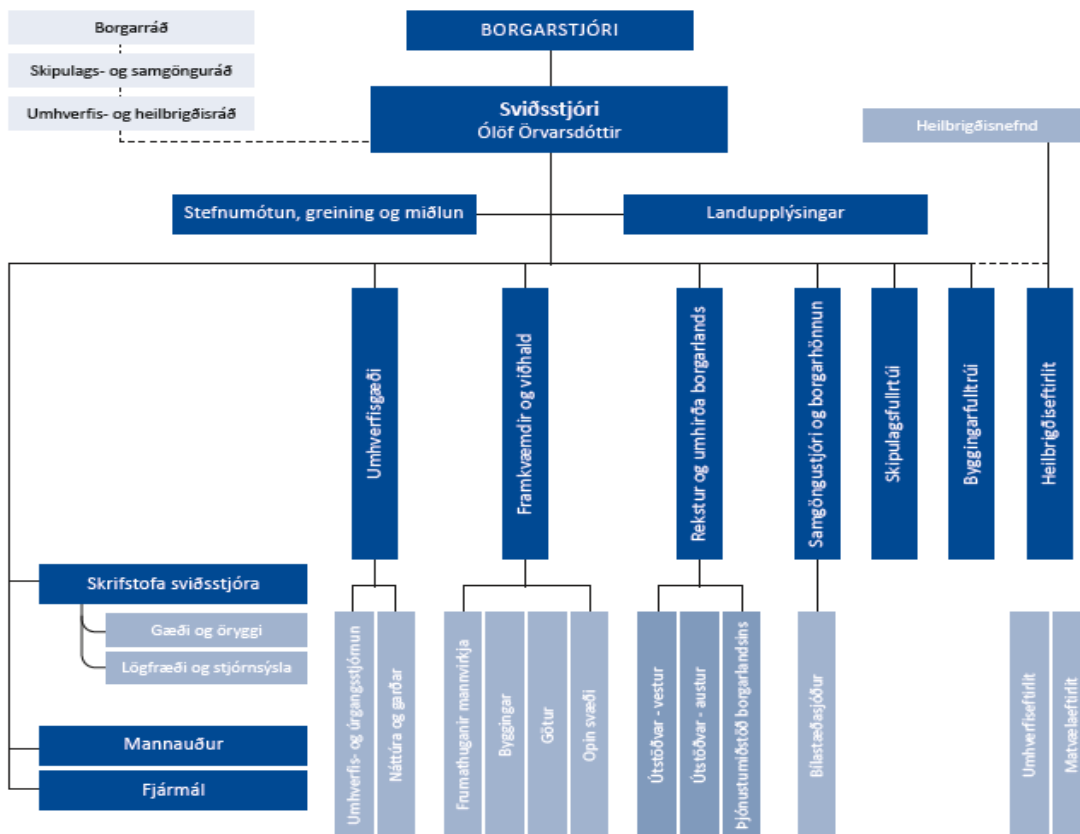 Borgarráð
Skipulags- og samgönguráð
Umhverfis- og heilbrigðisráð
BORGARSTJÓRI
Sviðsstjóri
Ólöf Örvarsdóttir
Heilbrigðisnefnd
Stefnumótun, greining og miðlun
Landupplýsingar
Umhverfisgæði
Framkvæmdir og viðhald
Rekstur og umhirða borgarlands
Samgöngustjóri og borgarhönnun
Skipulagsfullrtúi
Byggingarfulltrúi
Heilbrigðiseftirlit
Skrifstofa sviðsstjóra
Gæði og öryggi
Lögfræði og stjórnsýsla
Mannauður
Fjármál
Umhverfis- og úrgangsstjórnun
Náttúra og garðar
Frumathuganir mannvirkja
Byggingar
Götur
Opin svæði
Útstöðvar - vestur
Útstöðvar - austur
Þjónustumiðstöð borgarlandsins
Bílastæðasjóður
Umhverfiseftirlit
Matvælaeftirlit